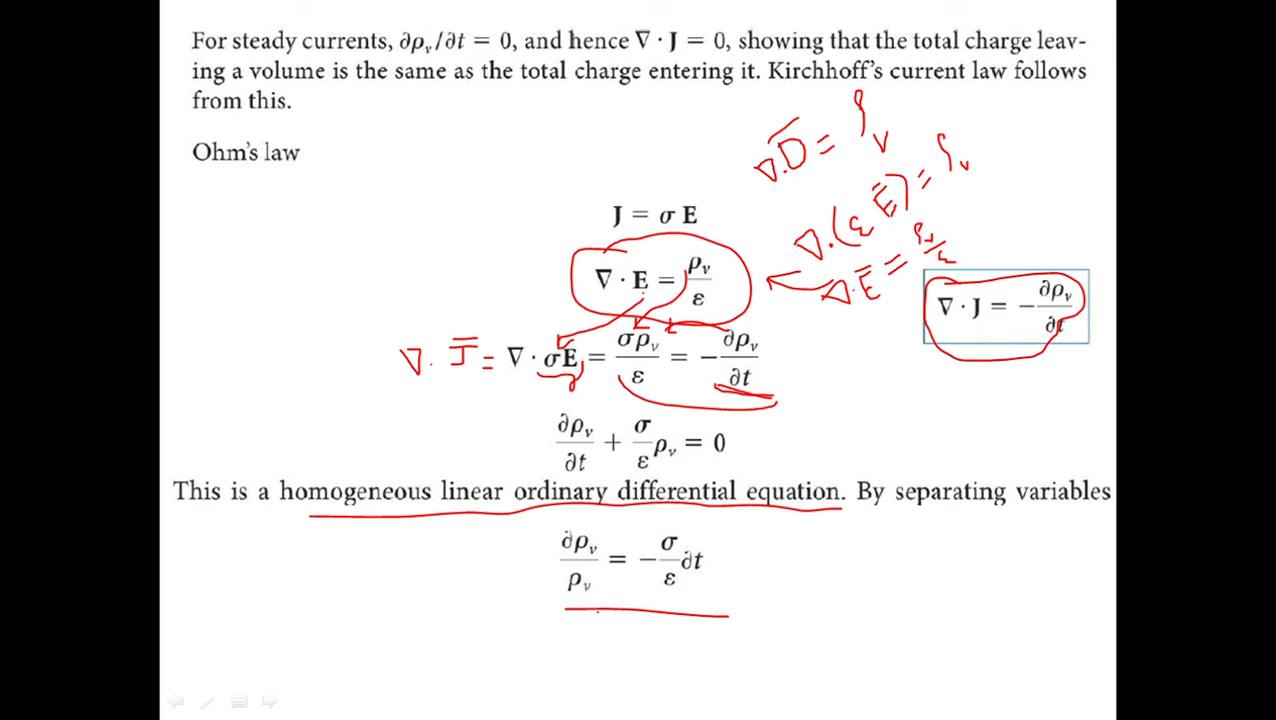 For steady currents, ∂ρᵥ/∂t = 0, and hence ∇ · J = 0, showing that the total charge leav-
ing a volume is the same as the total charge entering it. Kirchhoff's current law follows
from this.
Ohm's law
∇.D̅ = ρᵥ
J = σ E
∇.(ε E̅) = ρᵥ
∇ · E = ρᵥ/ε
∇.E̅ = ρᵥ/ε
∇ · J = −∂ρᵥ/∂t
∇. J̅ = ∇ · σE = σρᵥ/ε = −∂ρᵥ/∂t
∂ρᵥ/∂t + σ/ε ρᵥ = 0
This is a homogeneous linear ordinary differential equation. By separating variables
∂ρᵥ/ρᵥ = −σ/ε ∂t